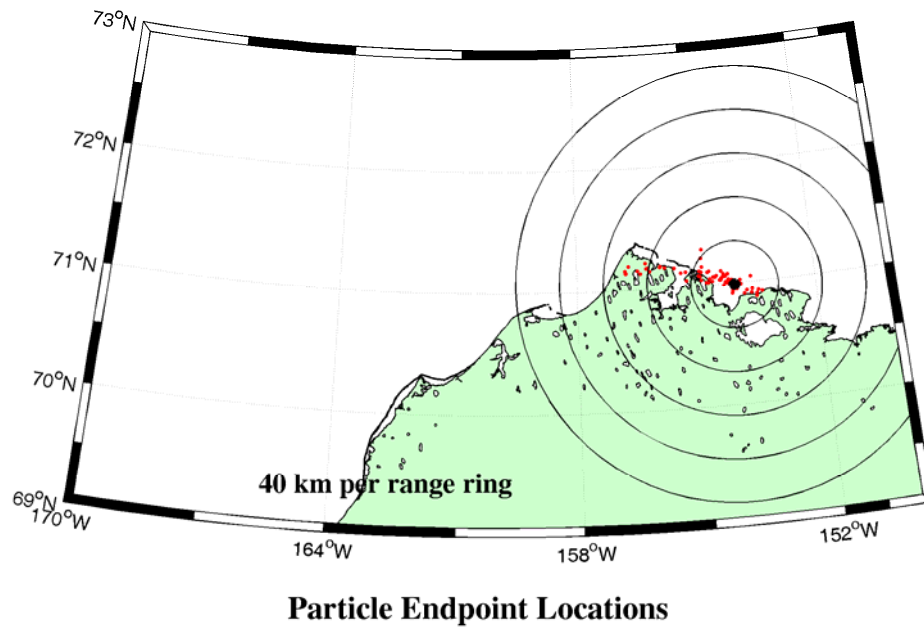 73°N
72°N
71°N
70°N
69°N
170°W
164°W
158°W
152°W
40 km per range ring
Particle Endpoint Locations